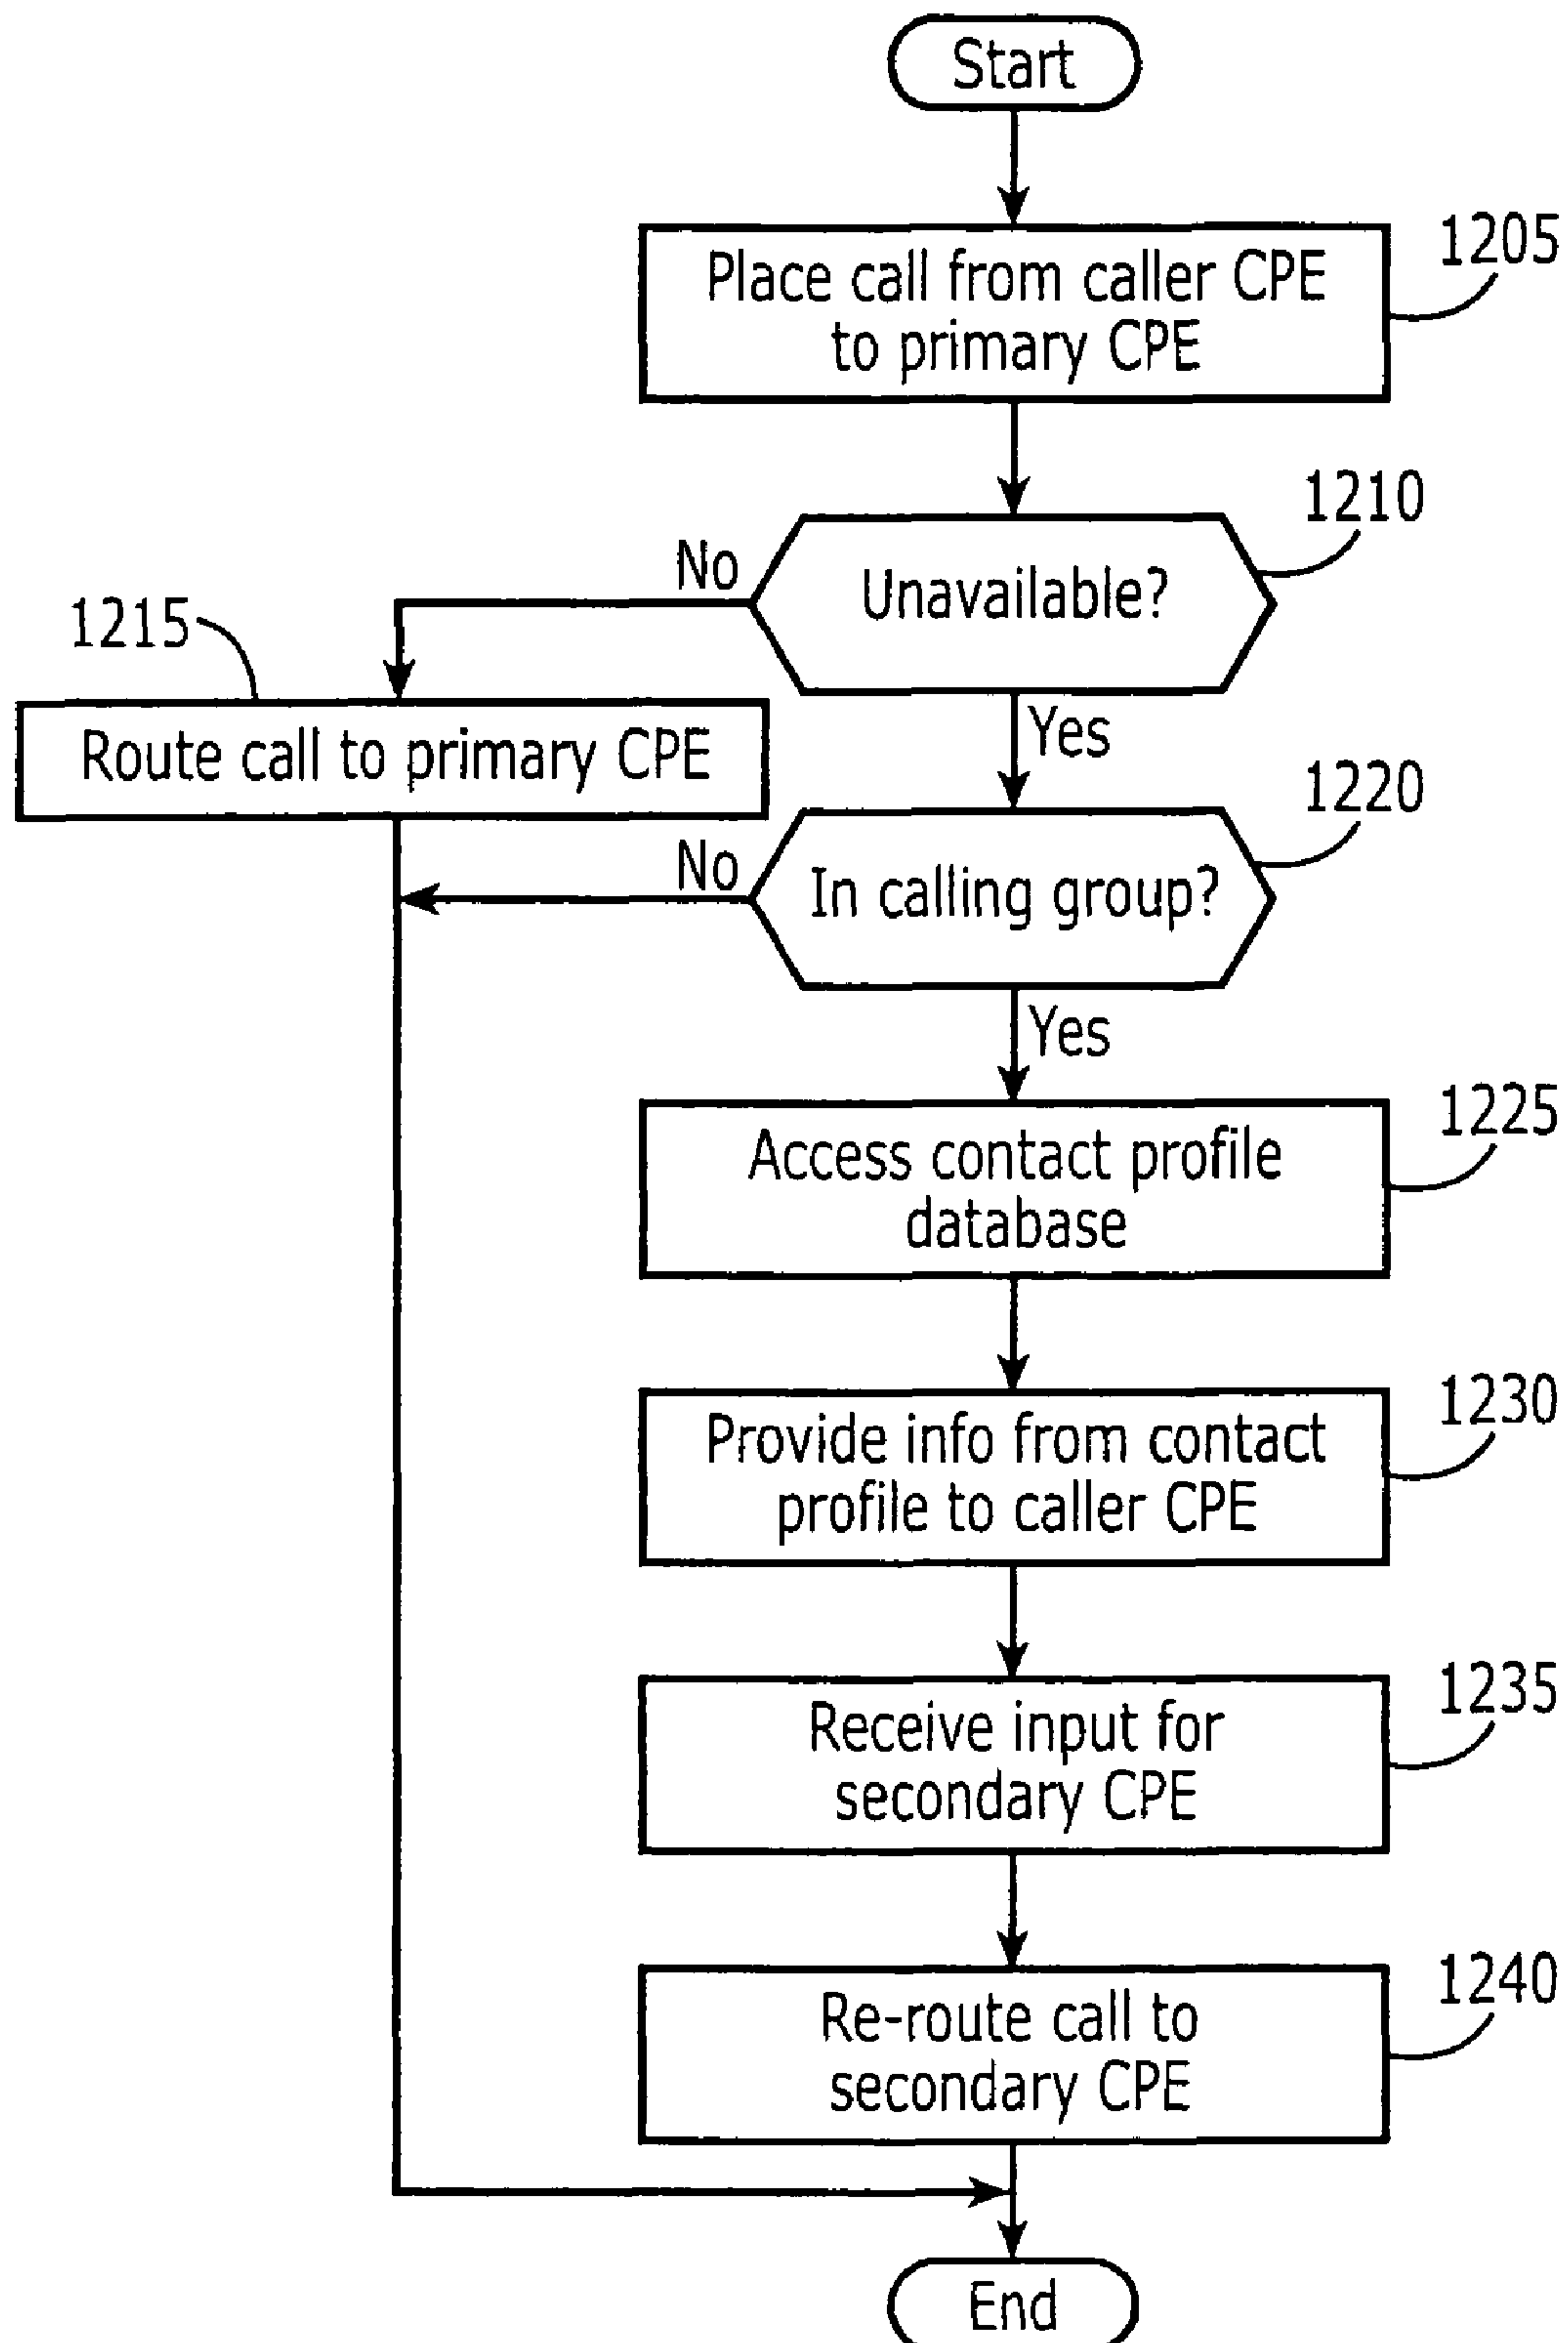 Start
Place call from caller CPE
to primary CPE
1205
Unavailable?
1210
No
Yes
1215
Route call to primary CPE
In calling group?
1220
No
Yes
Access contact profile
database
1225
Provide info from contact
profile to caller CPE
1230
Receive input for
secondary CPE
1235
Re-route call to
secondary CPE
1240
End